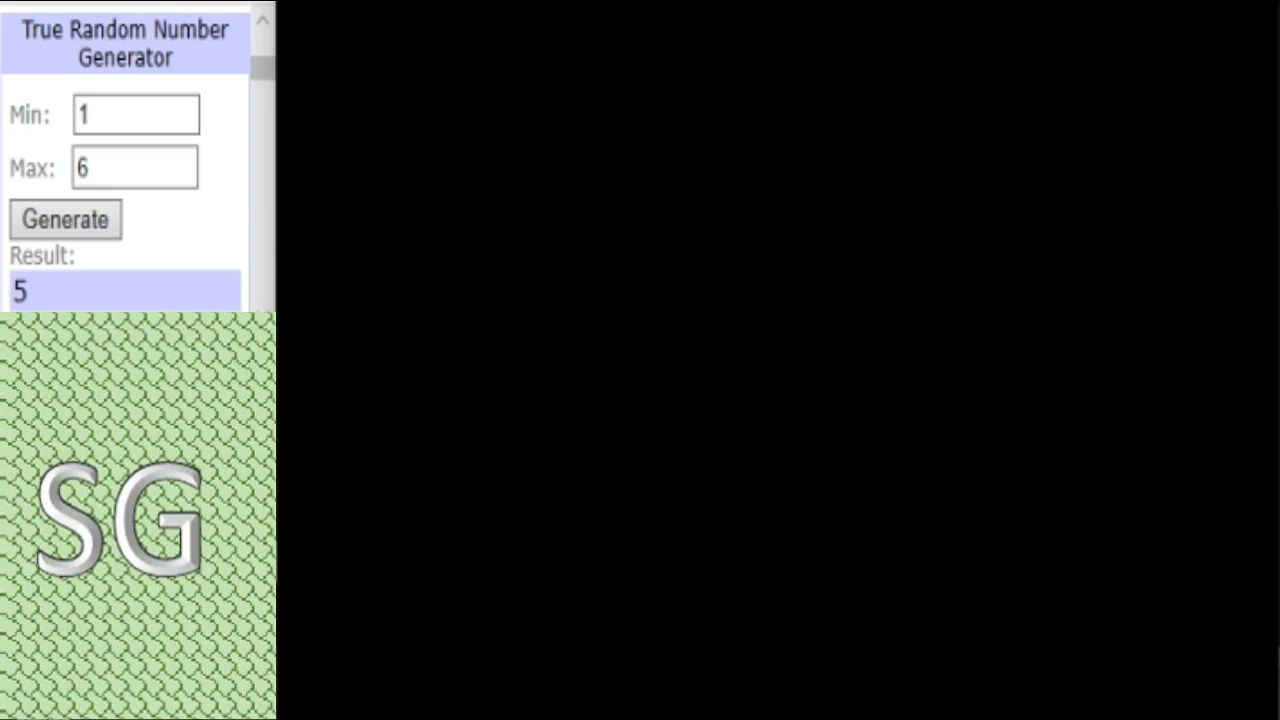 True Random Number
Generator
Min: 1
Max: 6
Generate
Result:
5
SG